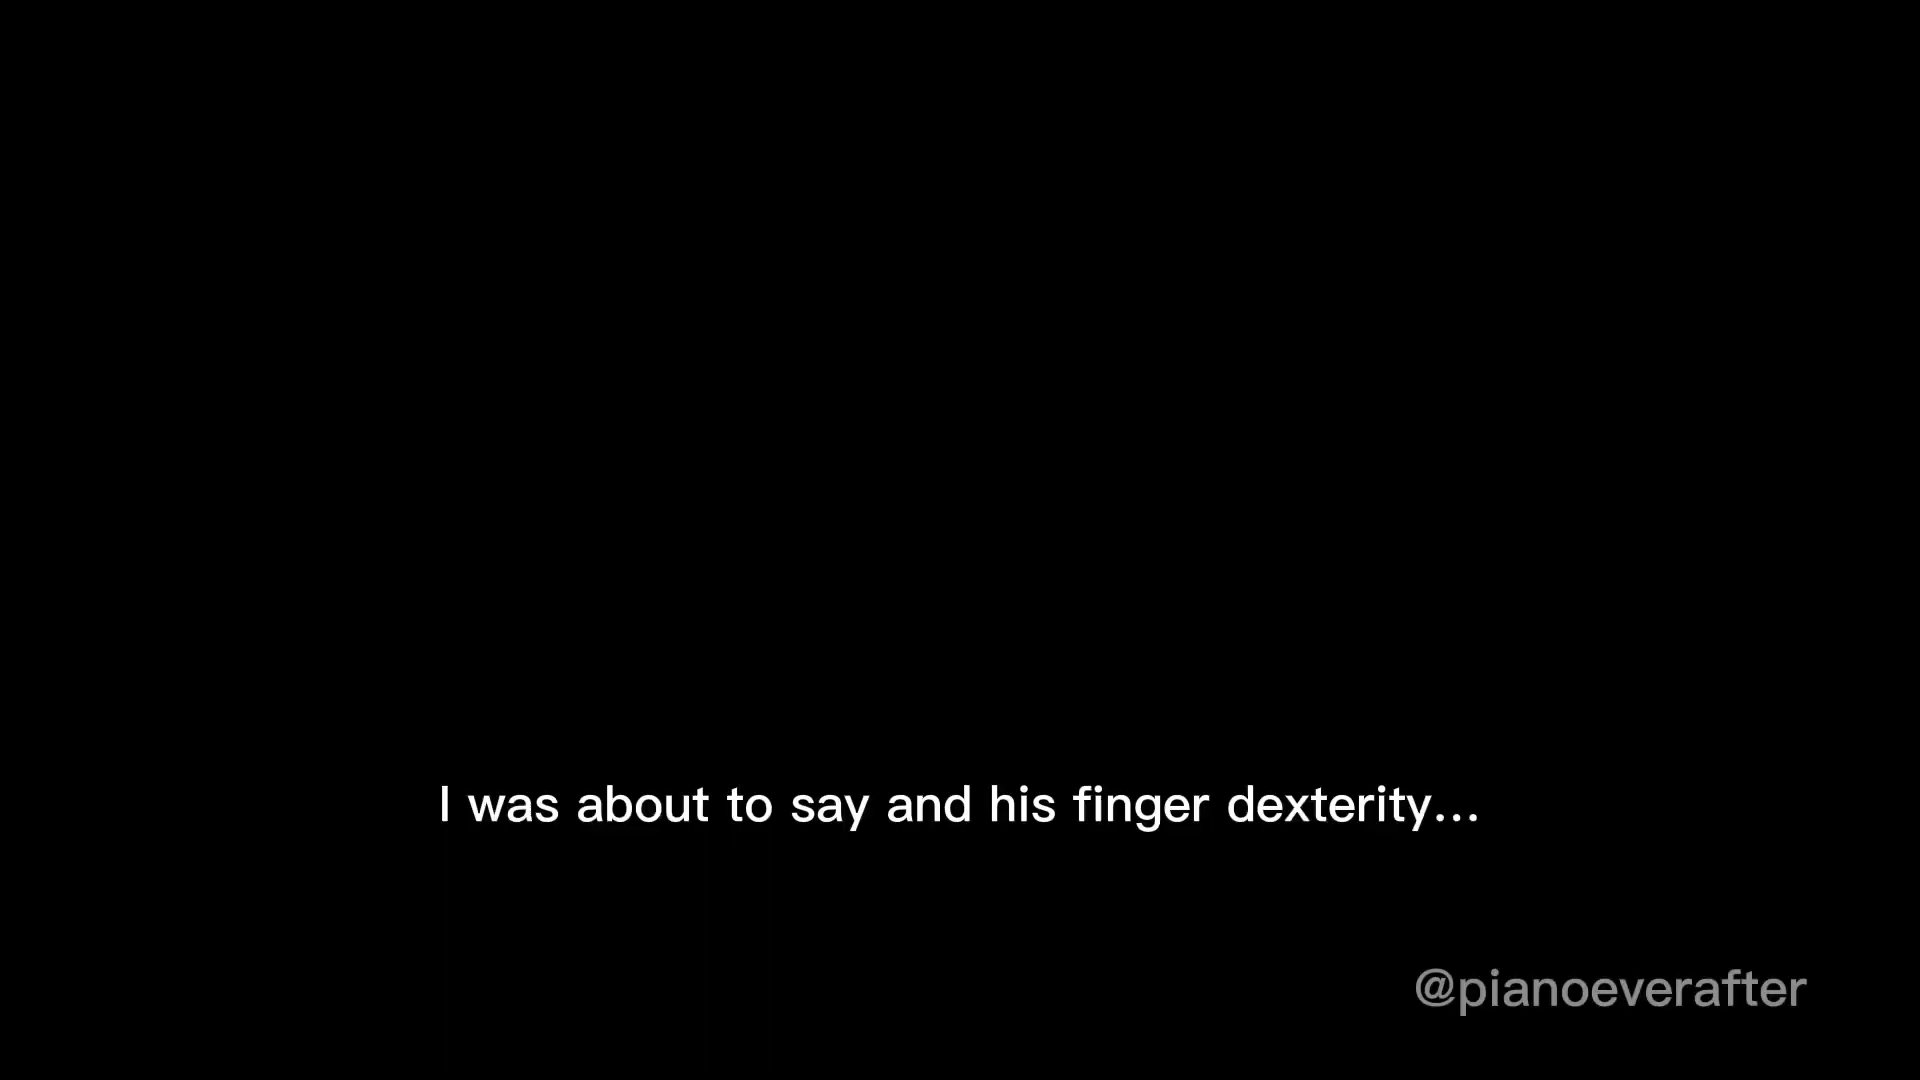 I was about to say and his finger dexterity...
@pianoeverafter